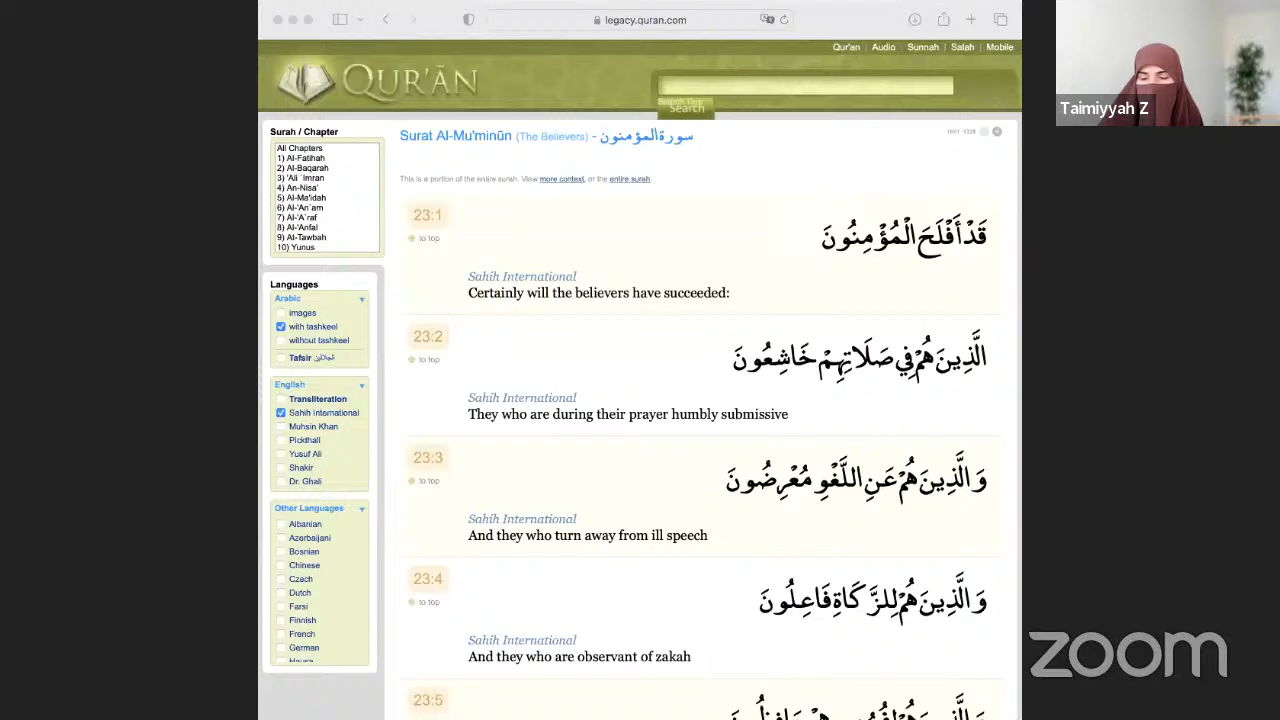 legacy.quran.com
Qur'an | Audio | Sunnah | Salah | Mobile
QUR'ĀN
Search
Surah / Chapter
All Chapters
1) Al-Fatihah
2) Al-Baqarah
3) 'Ali `Imran
4) An-Nisa'
5) Al-Ma'idah
6) Al-'An`am
7) Al-'A`raf
8) Al-'Anfal
9) At-Tawbah
10) Yunus
Languages
Arabic
images
with tashkeel
without tashkeel
Tafsir الجلالين
English
Transliteration
Sahih International
Muhsin Khan
Pickthall
Yusuf Ali
Shakir
Dr. Ghali
Other Languages
Albanian
Azerbaijani
Bosnian
Chinese
Czech
Dutch
Farsi
Finnish
French
German
Hausa
Surat Al-Mu'minūn (The Believers) - سورة المؤمنون
This is a portion of the entire surah. View more context, or the entire surah.
23:1
to top
قَدْ أَفْلَحَ الْمُؤْمِنُونَ
Sahih International
Certainly will the believers have succeeded:
23:2
to top
الَّذِينَ هُمْ فِي صَلَاتِهِمْ خَاشِعُونَ
Sahih International
They who are during their prayer humbly submissive
23:3
to top
وَالَّذِينَ هُمْ عَنِ اللَّغْوِ مُعْرِضُونَ
Sahih International
And they who turn away from ill speech
23:4
to top
وَالَّذِينَ هُمْ لِلزَّكَاةِ فَاعِلُونَ
Sahih International
And they who are observant of zakah
23:5
Taimiyyah Z
zoom